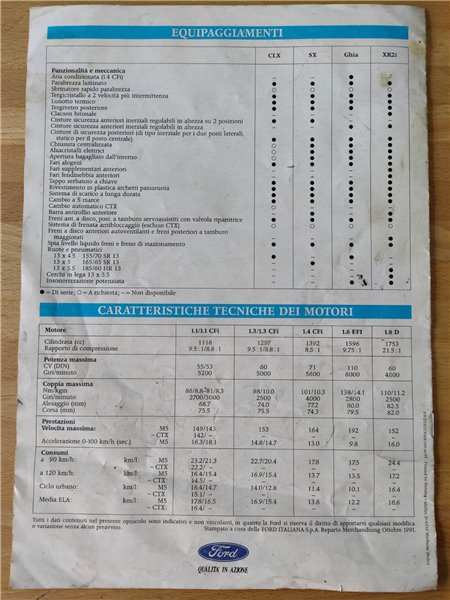 EQUIPAGGIAMENTI
CLX SX Ghia XR2i
Funzionalità e meccanica
Aria condizionata (1.4 CFi)
Parabrezza laminato
Sbrinatore rapido parabrezza
Tergicristallo a 2 velocità più intermittenza
Lunotto termico
Tergivetro posteriore
Clacson bitonale
Cinture sicurezza anteriori inerziali regolabili in altezza su 2 posizioni
Cinture sicurezza anteriori inerziali regolabili in altezza
Cinture di sicurezza posteriori (di tipo inerziale per i due posti laterali,
statico per il posto centrale)
Chiusura centralizzata
Alzacristalli elettrici
Apertura bagagliato dall'interno
Fari alogeni
Fari supplementari anteriori
Fari fendinebbia anteriori
Tappo serbatoio a chiave
Rivestimento in plastica archetti passaruota
Sistema di scarico a lunga durata
Cambio a 5 marce
Cambio automatico CTX
Barra antirollio anteriore
Freni ant. a disco, post. a tamburo servoassistiti con valvola ripartitrice
Sistema di frenata antibloccaggio (escluso CTX)
Freni a disco anteriori autoventilanti e freni posteriori a tamburo
maggiorati
Spia livello liquido freni e freno di stazionamento
Ruote e pneumatici
13 x 4.5 155/70 SR 13
13 x 5 165/65 SR 13
13 x 5.5 185/60 HR 13
Cerchi in lega 13 x 5.5
Insonorizzazione potenziata
● = Di serie; O = A richiesta; – = Non disponibile
CARATTERISTICHE TECNICHE DEI MOTORI
Motore 1.1/1.1 CFi 1.3/1.3 CFi 1.4 CFi 1.6 EFI 1.8 D
Cilindrata (cc) 1118 1297 1392 1596 1753
Rapporto di compressione 9.5:1/8.8:1 9.5:1/8.8:1 8.5:1 9.75:1 21.5:1
Potenza massima
CV (DIN) 55/53 60 71 110 60
Giri/minuto 5200 5000 5600 6000 4800
Coppia massima
Nm/kgm 98/10.0 101/10.3 138/14.1 110/11.2
Giri/minuto 2700/3000 2500 4000 2800 2500
Alesaggio (mm) 68.7 74.0 77.2 80.0 82.5
Corsa (mm) 75.5 75.5 74.3 79.5 82.0
Prestazioni
Velocità massima: M5 153 164 192 152
– CTX 142/– – – – –
Accelerazione 0-100 km/h (sec.) M5 16.3/18.1 14.8/14.7 13.0 9.8 16.0
Consumi
a 90 km/h: km/l: M5 23.2/21.3 22.7/20.4 17.8 125 24.4
– CTX 22.2/– – – – –
a 120 km/h: km/l: M5 16.4/15.4 16.9/15.4 13.7 13.5 17.2
– CTX 14.5/– – – – –
Ciclo urbano: km/l: M5 16.4/14.7 14.0/12.8 11.4 10.1 16.4
– CTX 15.1/– – – – –
Media ELA: km/l: M5 17.8/16.5 16.9/15.4 13.6 12.2 18.6
– CTX 16.4/– – – – –
Tutti i dati contenuti nel presente opuscolo sono indicativi e non vincolanti, in quanto la Ford si riserva il diritto di apportarvi qualsiasi modifica
o variazione senza alcun preavviso. Stampato a cura della FORD ITALIANA S.p.A. Reparto Merchandising Ottobre 1991.
Ford
QUALITA' IN AZIONE